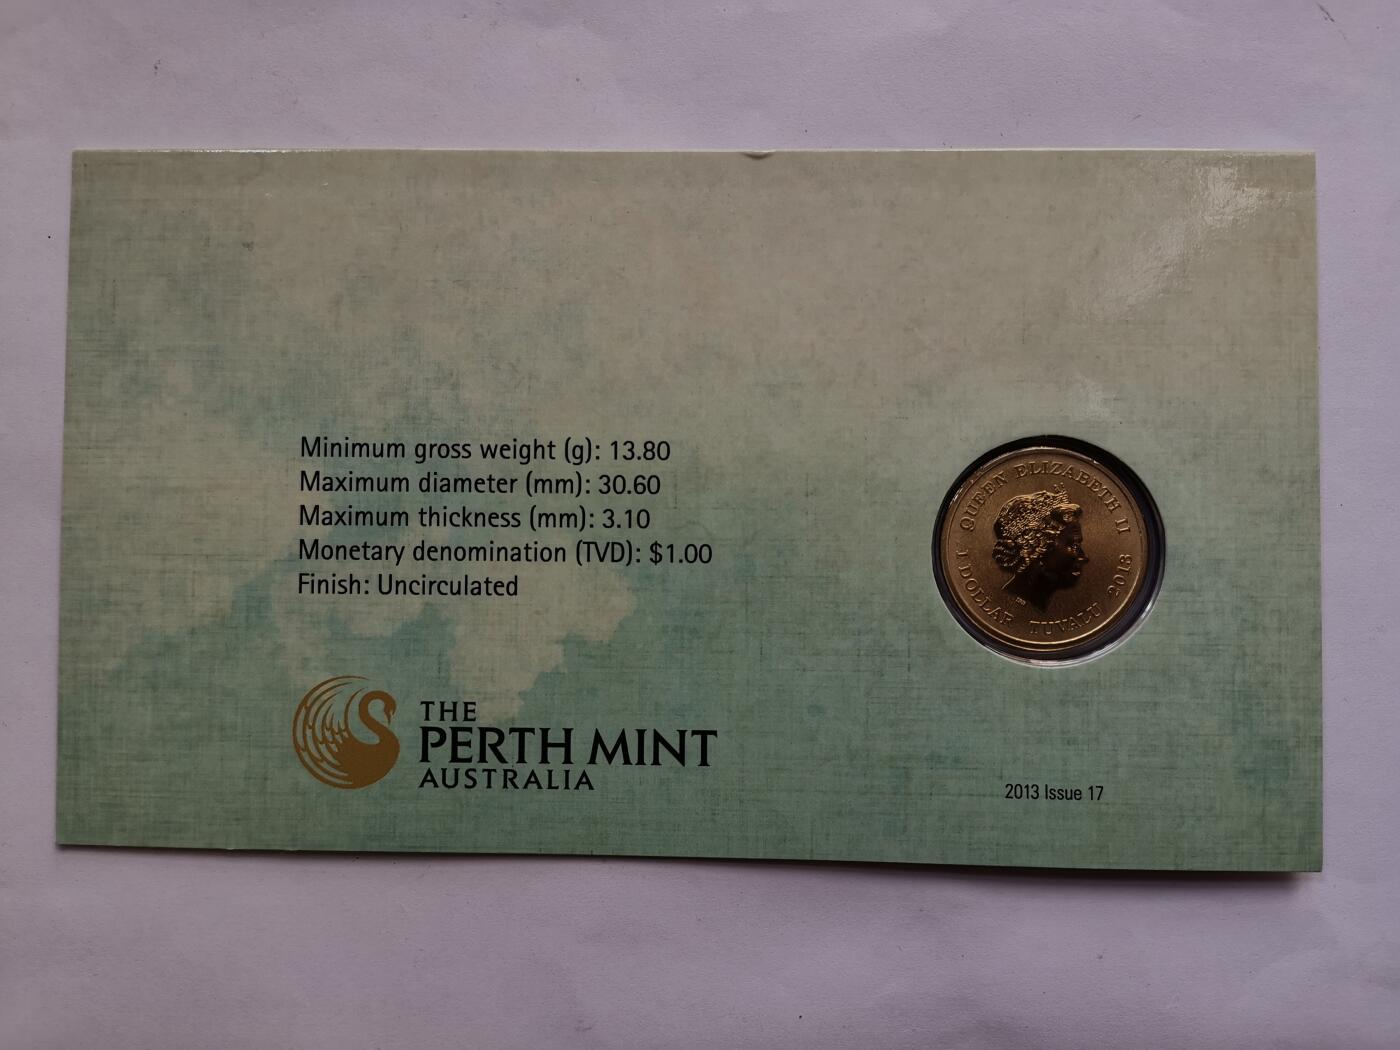 Minimum gross weight (g): 13.80
Maximum diameter (mm): 30.60
Maximum thickness (mm): 3.10
Monetary denomination (TVD): $1.00
Finish: Uncirculated
THE
PERTH MINT
AUSTRALIA
QUEEN ELIZABETH II
1 DOLLAR TUVALU 2013
2013 Issue 17